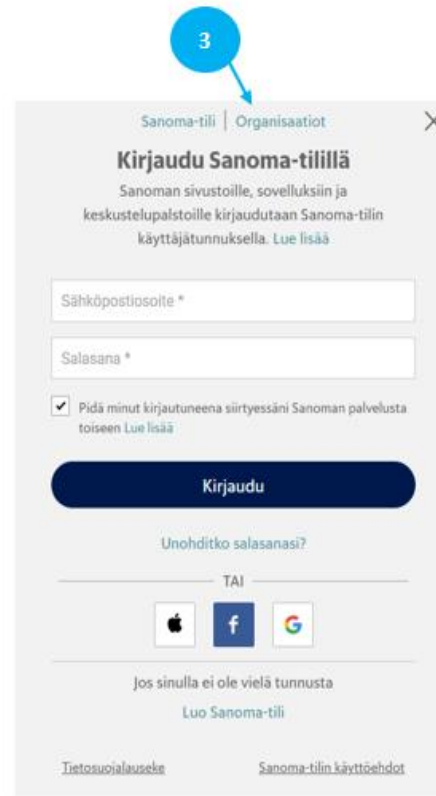 3
Sanoma-tili | Organisaatiot
Kirjaudu Sanoma-tilillä
Sanoman sivustoille, sovelluksiin ja
keskustelupalstoille kirjaudutaan Sanoma-tilin
käyttäjätunnuksella. Lue lisää
Sähköpostiosoite *
Salasana *
Pidä minut kirjautuneena siirtyessäni Sanoman palvelusta
toiseen Lue lisää
Kirjaudu
Unohditko salasanasi?
TAI
Jos sinulla ei ole vielä tunnusta
Luo Sanoma-tili
Tietosuojalauseke Sanoma-tilin käyttöehdot